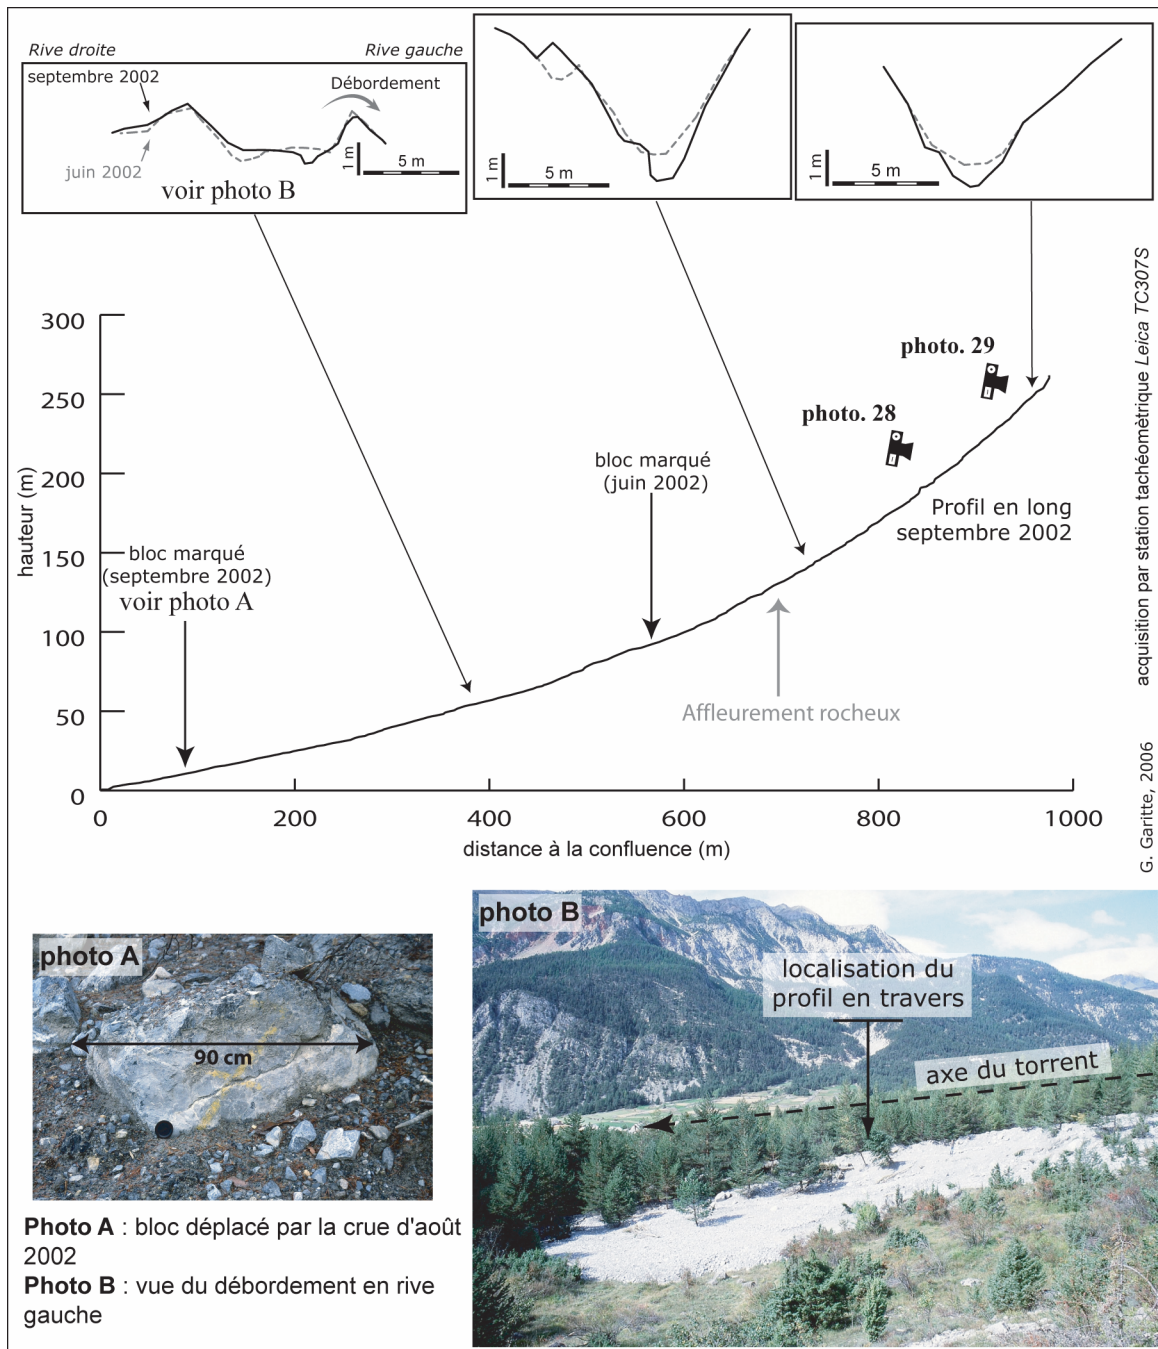 Rive droite
Rive gauche
septembre 2002
Débordement
juin 2002
1 m
5 m
voir photo B
1 m
5 m
1 m
5 m
300
250
200
150
100
50
0
hauteur (m)
photo. 29
photo. 28
bloc marqué
(juin 2002)
Profil en long
septembre 2002
bloc marqué
(septembre 2002)
voir photo A
Affleurement rocheux
0
200
400
600
800
1000
distance à la confluence (m)
acquisition par station tachéomètrique Leica TC307S
G. Garitte, 2006
photo A
90 cm
photo B
localisation du
profil en travers
axe du torrent
Photo A : bloc déplacé par la crue d'août
2002
Photo B : vue du débordement en rive
gauche